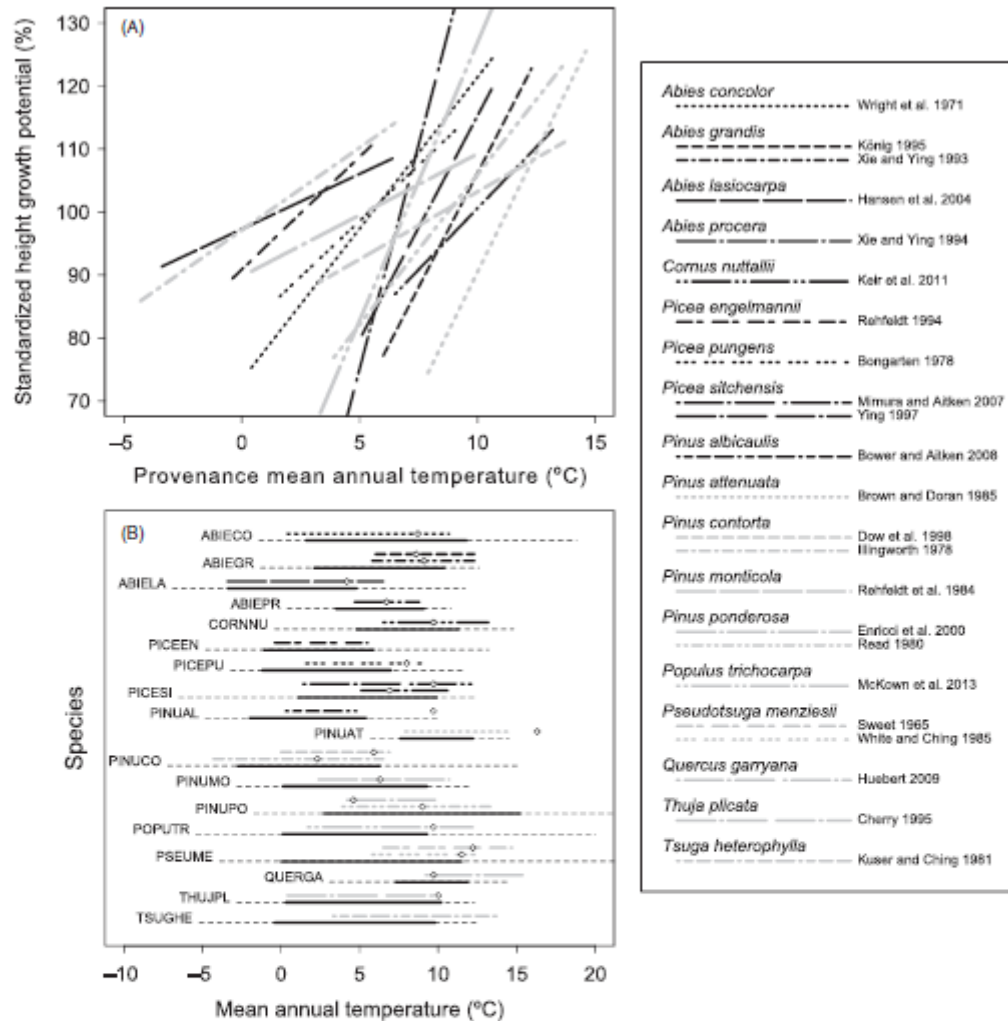 (A)
Standardized height growth potential (%)
130
120
110
100
90
80
70
−5
0
5
10
15
Provenance mean annual temperature (ºC)
(B)
Species
ABIECO
ABIEGR
ABIELA
ABIEPR
CORNNU
PICEEN
PICEPU
PICESI
PINUAL
PINUAT
PINUCO
PINUMO
PINUPO
POPUTR
PSEUME
QUERGA
THUJPL
TSUGHE
−10
−5
0
5
10
15
20
Mean annual temperature (ºC)
Abies concolor
Wright et al. 1971
Abies grandis
König 1995
Xie and Ying 1993
Abies lasiocarpa
Hansen et al. 2004
Abies procera
Xie and Ying 1994
Cornus nuttallii
Keir et al. 2011
Picea engelmannii
Rehfeldt 1994
Picea pungens
Bongarten 1978
Picea sitchensis
Mimura and Aitken 2007
Ying 1997
Pinus albicaulis
Bower and Aitken 2008
Pinus attenuata
Brown and Doran 1985
Pinus contorta
Dow et al. 1998
Illingworth 1978
Pinus monticola
Rehfeldt et al. 1984
Pinus ponderosa
Enricci et al. 2000
Read 1980
Populus trichocarpa
McKown et al. 2013
Pseudotsuga menziesii
Sweet 1965
White and Ching 1985
Quercus garryana
Huebert 2009
Thuja plicata
Cherry 1995
Tsuga heterophylla
Kuser and Ching 1981